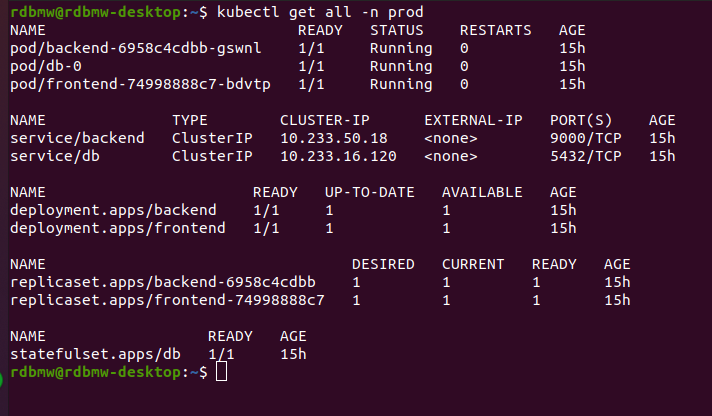 rdbmw@rdbmw-desktop:~$ kubectl get all -n prod
NAME READY STATUS RESTARTS AGE
pod/backend-6958c4cdbb-gswnl 1/1 Running 0 15h
pod/db-0 1/1 Running 0 15h
pod/frontend-74998888c7-bdvtp 1/1 Running 0 15h
NAME TYPE CLUSTER-IP EXTERNAL-IP PORT(S) AGE
service/backend ClusterIP 10.233.50.18 <none> 9000/TCP 15h
service/db ClusterIP 10.233.16.120 <none> 5432/TCP 15h
NAME READY UP-TO-DATE AVAILABLE AGE
deployment.apps/backend 1/1 1 1 15h
deployment.apps/frontend 1/1 1 1 15h
NAME DESIRED CURRENT READY AGE
replicaset.apps/backend-6958c4cdbb 1 1 1 15h
replicaset.apps/frontend-74998888c7 1 1 1 15h
NAME READY AGE
statefulset.apps/db 1/1 15h
rdbmw@rdbmw-desktop:~$